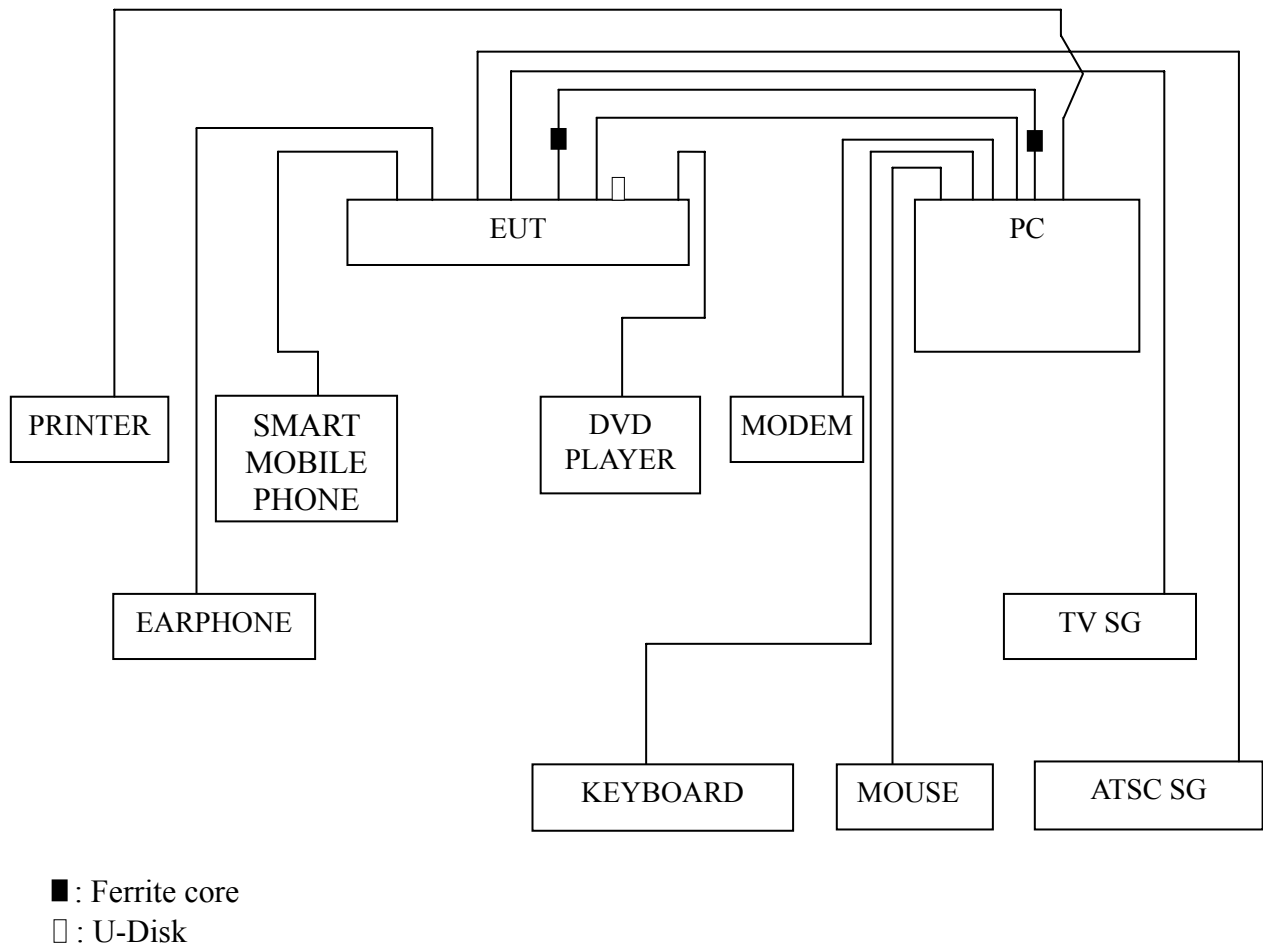 EUT
PC
PRINTER
SMART
MOBILE
PHONE
DVD
PLAYER
MODEM
EARPHONE
TV SG
KEYBOARD
MOUSE
ATSC SG
■ : Ferrite core
▯ : U-Disk